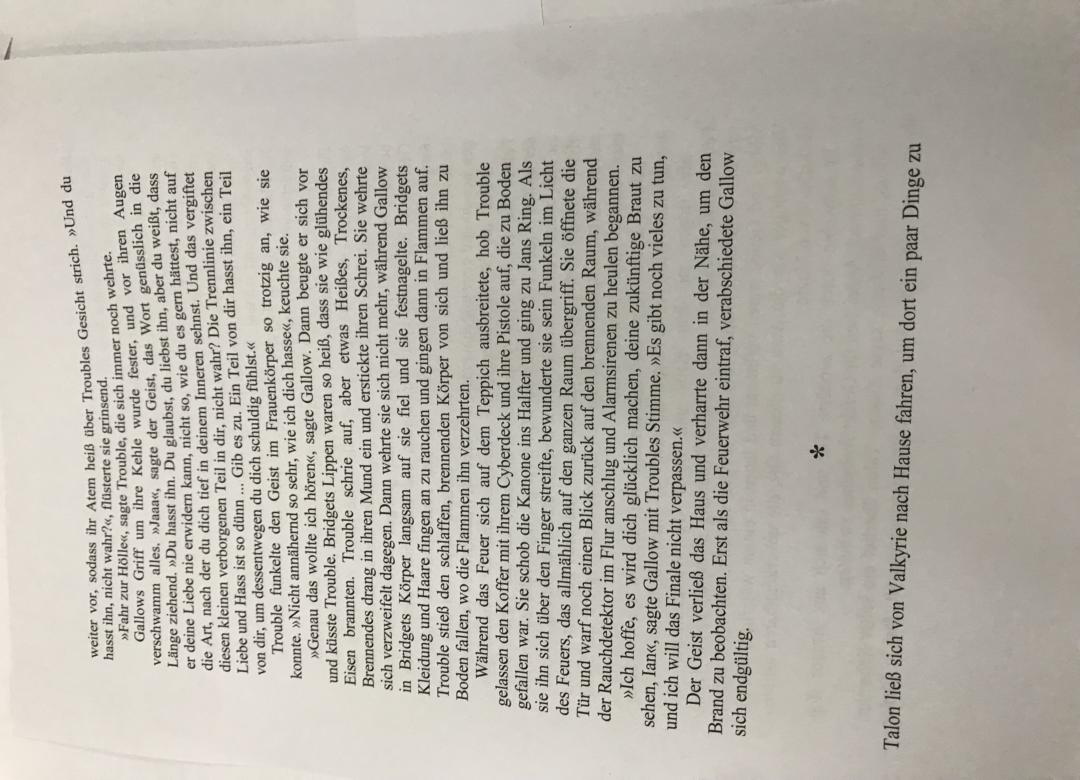 weiter vor, sodass ihr Atem heiß über Troubles Gesicht strich. »Und du
hasst ihn, nicht wahr?«, flüsterte sie grinsend.
»Fahr zur Hölle«, sagte Trouble, die sich immer noch wehrte.
Gallows Griff um ihre Kehle wurde fester, und vor ihren Augen
verschwamm alles. »Jaaa«, sagte der Geist, das Wort genüsslich in die
Länge ziehend. »Du hasst ihn. Du glaubst, du liebst ihn, aber du weißt, dass
er deine Liebe nie erwidern kann, nicht so, wie du es gern hättest, nicht auf
die Art, nach der du dich tief in deinem Inneren sehnst. Und das vergiftet
diesen kleinen verborgenen Teil in dir, nicht wahr? Die Trennlinie zwischen
Liebe und Hass ist so dünn ... Gib es zu. Ein Teil von dir hasst ihn, ein Teil
von dir, um dessentwegen du dich schuldig fühlst.«
Trouble funkelte den Geist im Frauenkörper so trotzig an, wie sie
konnte. »Nicht annähernd so sehr, wie ich dich hasse«, keuchte sie.
»Genau das wollte ich hören«, sagte Gallow. Dann beugte er sich vor
und küsste Trouble. Bridgets Lippen waren so heiß, dass sie wie glühendes
Eisen brannten. Trouble schrie auf, aber etwas Heißes, Trockenes,
Brennendes drang in ihren Mund ein und erstickte ihren Schrei. Sie wehrte
sich verzweifelt dagegen. Dann wehrte sie sich nicht mehr, während Gallow
in Bridgets Körper langsam auf sie fiel und sie festnagelte. Bridgets
Kleidung und Haare fingen an zu rauchen und gingen dann in Flammen auf.
Trouble stieß den schlaffen, brennenden Körper von sich und ließ ihn zu
Boden fallen, wo die Flammen ihn verzehrten.
Während das Feuer sich auf dem Teppich ausbreitete, hob Trouble
gelassen den Koffer mit ihrem Cyberdeck und ihre Pistole auf, die zu Boden
gefallen war. Sie schob die Kanone ins Halfter und ging zu Jans Ring. Als
sie ihn sich über den Finger streifte, bewunderte sie sein Funkeln im Licht
des Feuers, das allmählich auf den ganzen Raum übergriff. Sie öffnete die
Tür und warf noch einen Blick zurück auf den brennenden Raum, während
der Rauchdetektor im Flur anschlug und Alarmsirenen zu heulen begannen.
»Ich hoffe, es wird dich glücklich machen, deine zukünftige Braut zu
sehen, Ian«, sagte Gallow mit Troubles Stimme. »Es gibt noch vieles zu tun,
und ich will das Finale nicht verpassen.«
Der Geist verließ das Haus und verharrte dann in der Nähe, um den
Brand zu beobachten. Erst als die Feuerwehr eintraf, verabschiedete Gallow
sich endgültig.
*
Talon ließ sich von Valkyrie nach Hause fahren, um dort ein paar Dinge zu